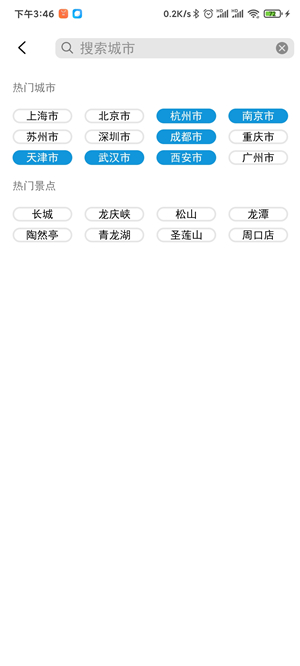 下午3:46 0.2K/s HD HD 72
搜索城市
热门城市
上海市 北京市 杭州市 南京市
苏州市 深圳市 成都市 重庆市
天津市 武汉市 西安市 广州市
热门景点
长城 龙庆峡 松山 龙潭
陶然亭 青龙湖 圣莲山 周口店